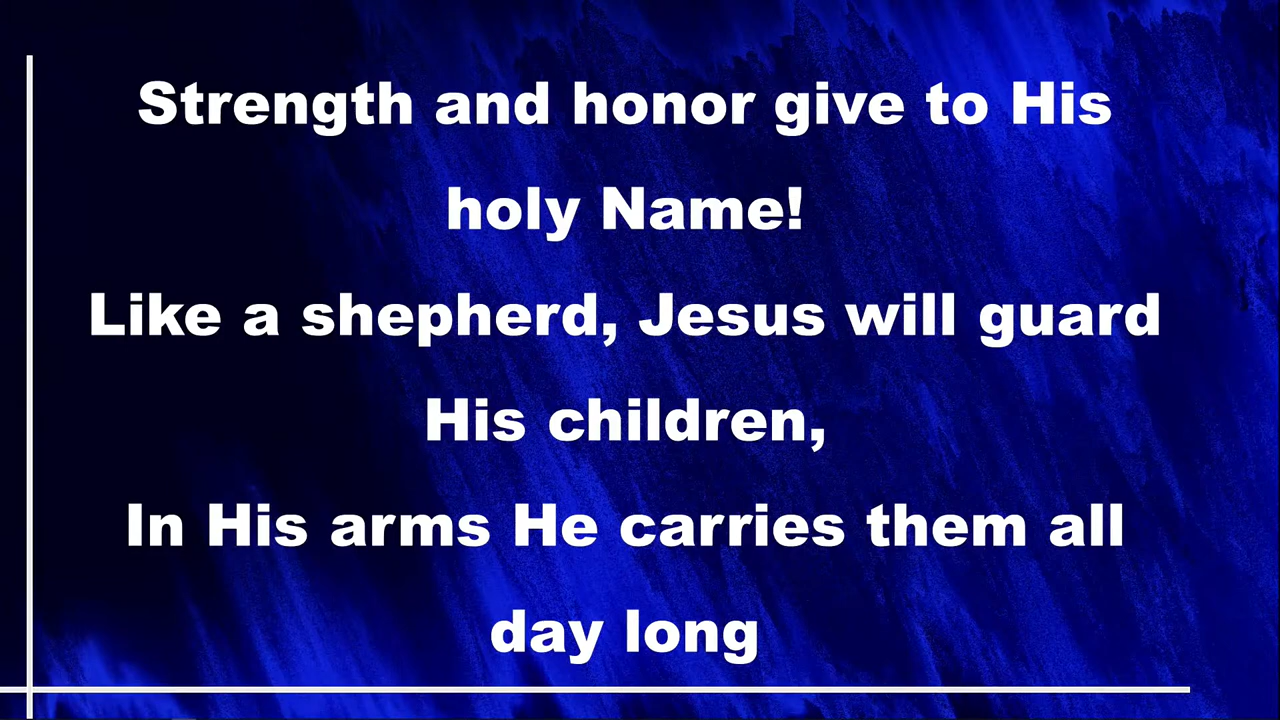 Strength and honor give to His
holy Name!
Like a shepherd, Jesus will guard
His children,
In His arms He carries them all
day long